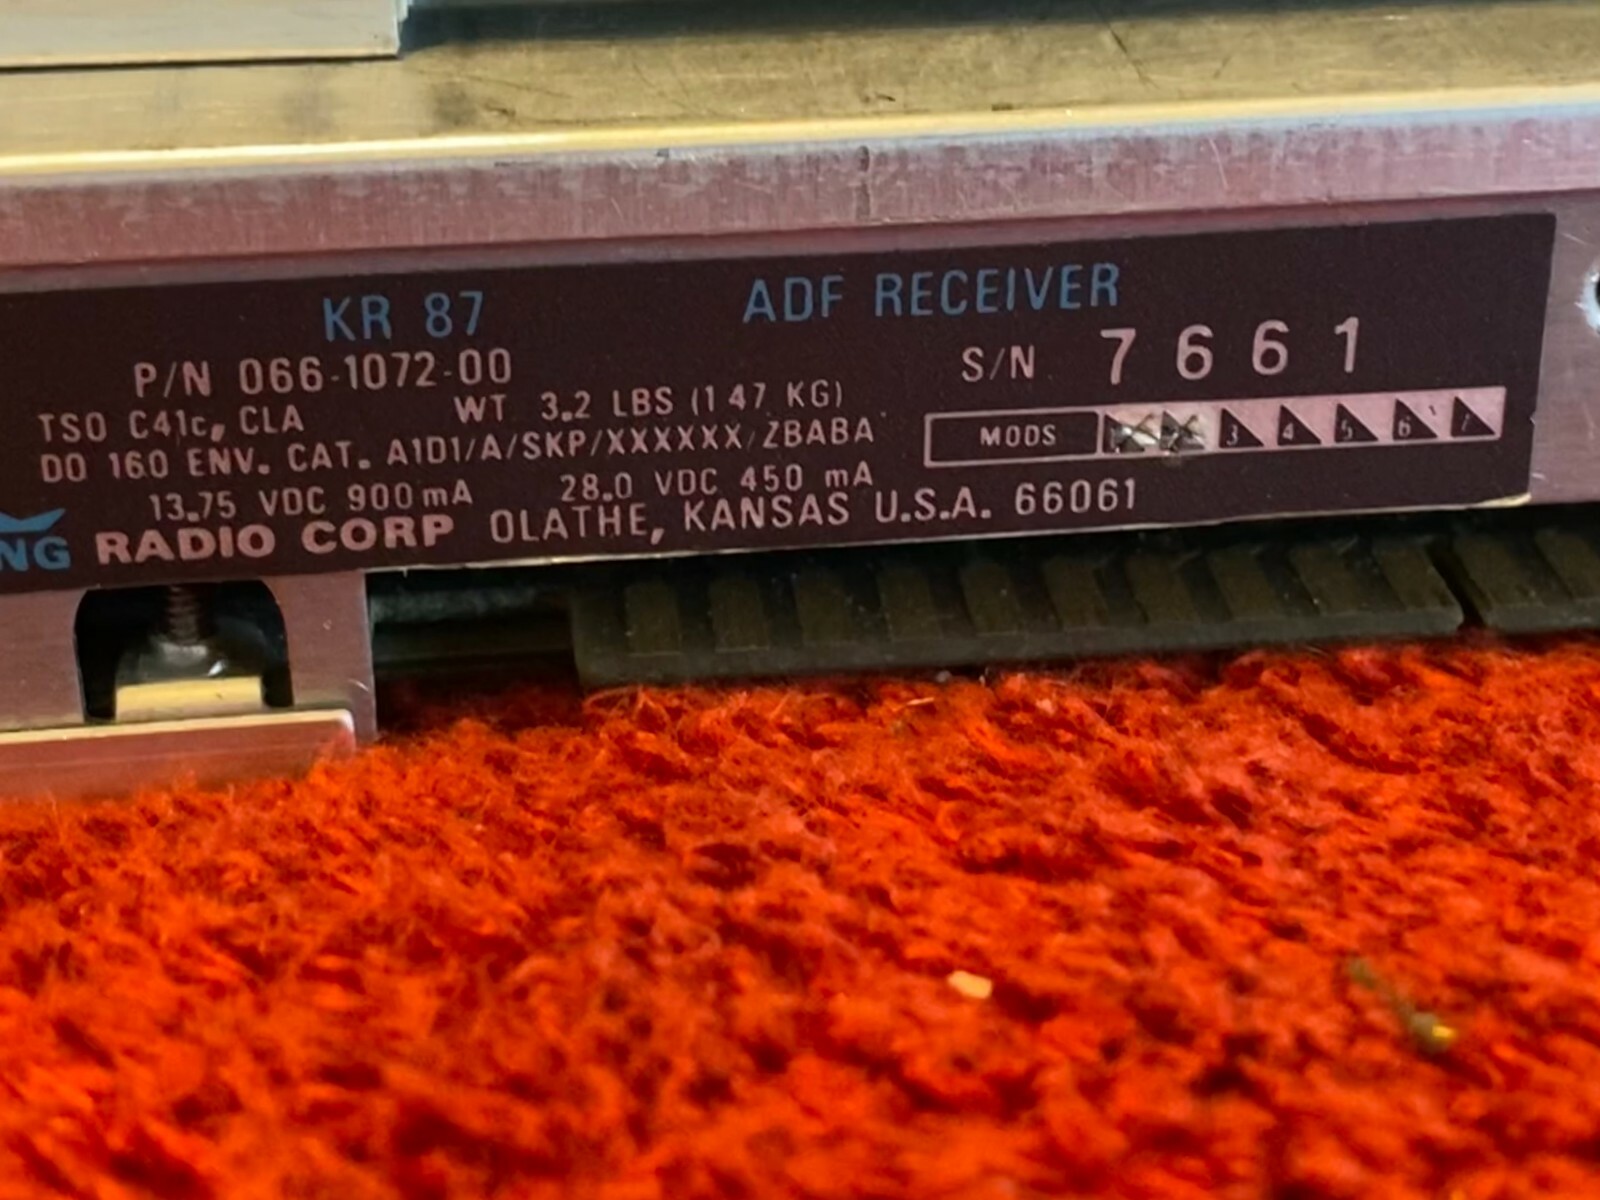 KR 87 ADF RECEIVER
P/N 066-1072-00 S/N 7661
TSO C41c, CLA WT 3.2 LBS (1 47 KG)
DO 160 ENV. CAT. A1D1/A/SKP/XXXXXX/ZBABA
MODS 3 4 5 6 7
13.75 VDC 900mA 28.0 VDC 450 mA
NG RADIO CORP OLATHE, KANSAS U.S.A. 66061